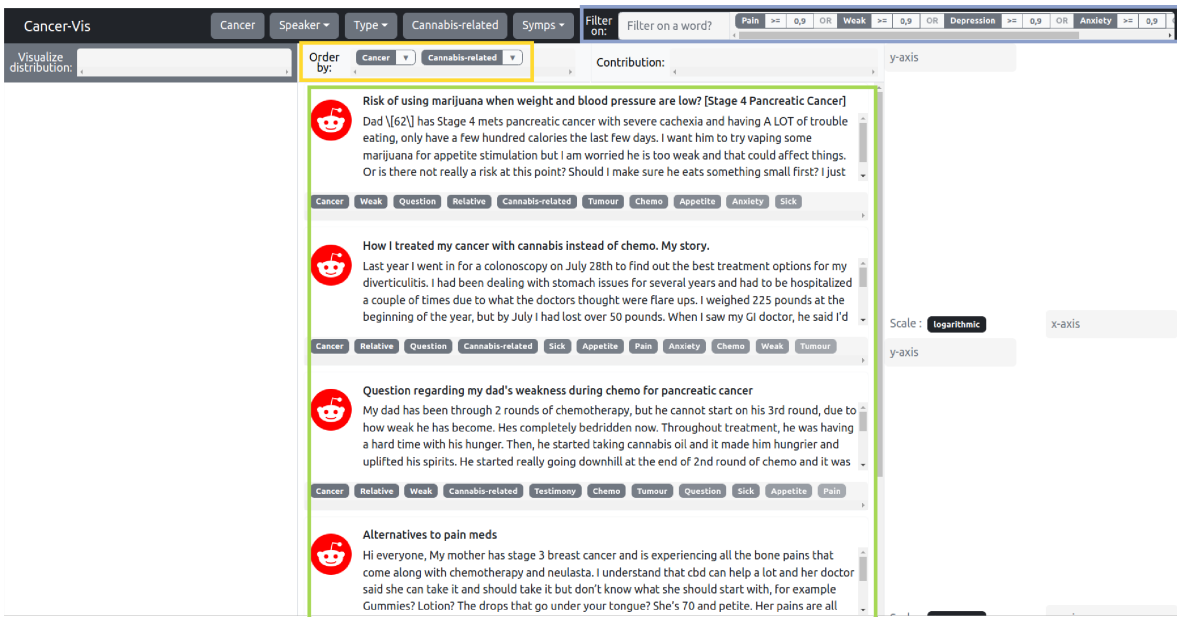 Cancer-Vis
Cancer
Speaker
Type
Cannabis-related
Symps
Filter on:
Filter on a word?
Pain >= 0,9 OR Weak >= 0,9 OR Depression >= 0,9 OR Anxiety >= 0,9
Visualize distribution:
Order by:
Cancer
Cannabis-related
Contribution:
y-axis
Risk of using marijuana when weight and blood pressure are low? [Stage 4 Pancreatic Cancer]
Dad \[62\] has Stage 4 mets pancreatic cancer with severe cachexia and having A LOT of trouble
eating, only have a few hundred calories the last few days. I want him to try vaping some
marijuana for appetite stimulation but I am worried he is too weak and that could affect things.
Or is there not really a risk at this point? Should I make sure he eats something small first? I just
Cancer Weak Question Relative Cannabis-related Tumour Chemo Appetite Anxiety Sick
How I treated my cancer with cannabis instead of chemo. My story.
Last year I went in for a colonoscopy on July 28th to find out the best treatment options for my
diverticulitis. I had been dealing with stomach issues for several years and had to be hospitalized
a couple of times due to what the doctors thought were flare ups. I weighed 225 pounds at the
beginning of the year, but by July I had lost over 50 pounds. When I saw my GI doctor, he said I'd
Scale : logarithmic
x-axis
Cancer Relative Question Cannabis-related Sick Appetite Pain Anxiety Chemo Weak Tumour
y-axis
Question regarding my dad's weakness during chemo for pancreatic cancer
My dad has been through 2 rounds of chemotherapy, but he cannot start on his 3rd round, due to
how weak he has become. Hes completely bedridden now. Throughout treatment, he was having
a hard time with his hunger. Then, he started taking cannabis oil and it made him hungrier and
uplifted his spirits. He started really going downhill at the end of 2nd round of chemo and it was
Cancer Relative Weak Cannabis-related Testimony Chemo Tumour Question Sick Appetite Pain
Alternatives to pain meds
Hi everyone, My mother has stage 3 breast cancer and is experiencing all the bone pains that
come along with chemotherapy and neulasta. I understand that cbd can help a lot and her doctor
said she can take it and should take it but don't know what she should start with, for example
Gummies? Lotion? The drops that go under your tongue? She's 70 and petite. Her pains are all